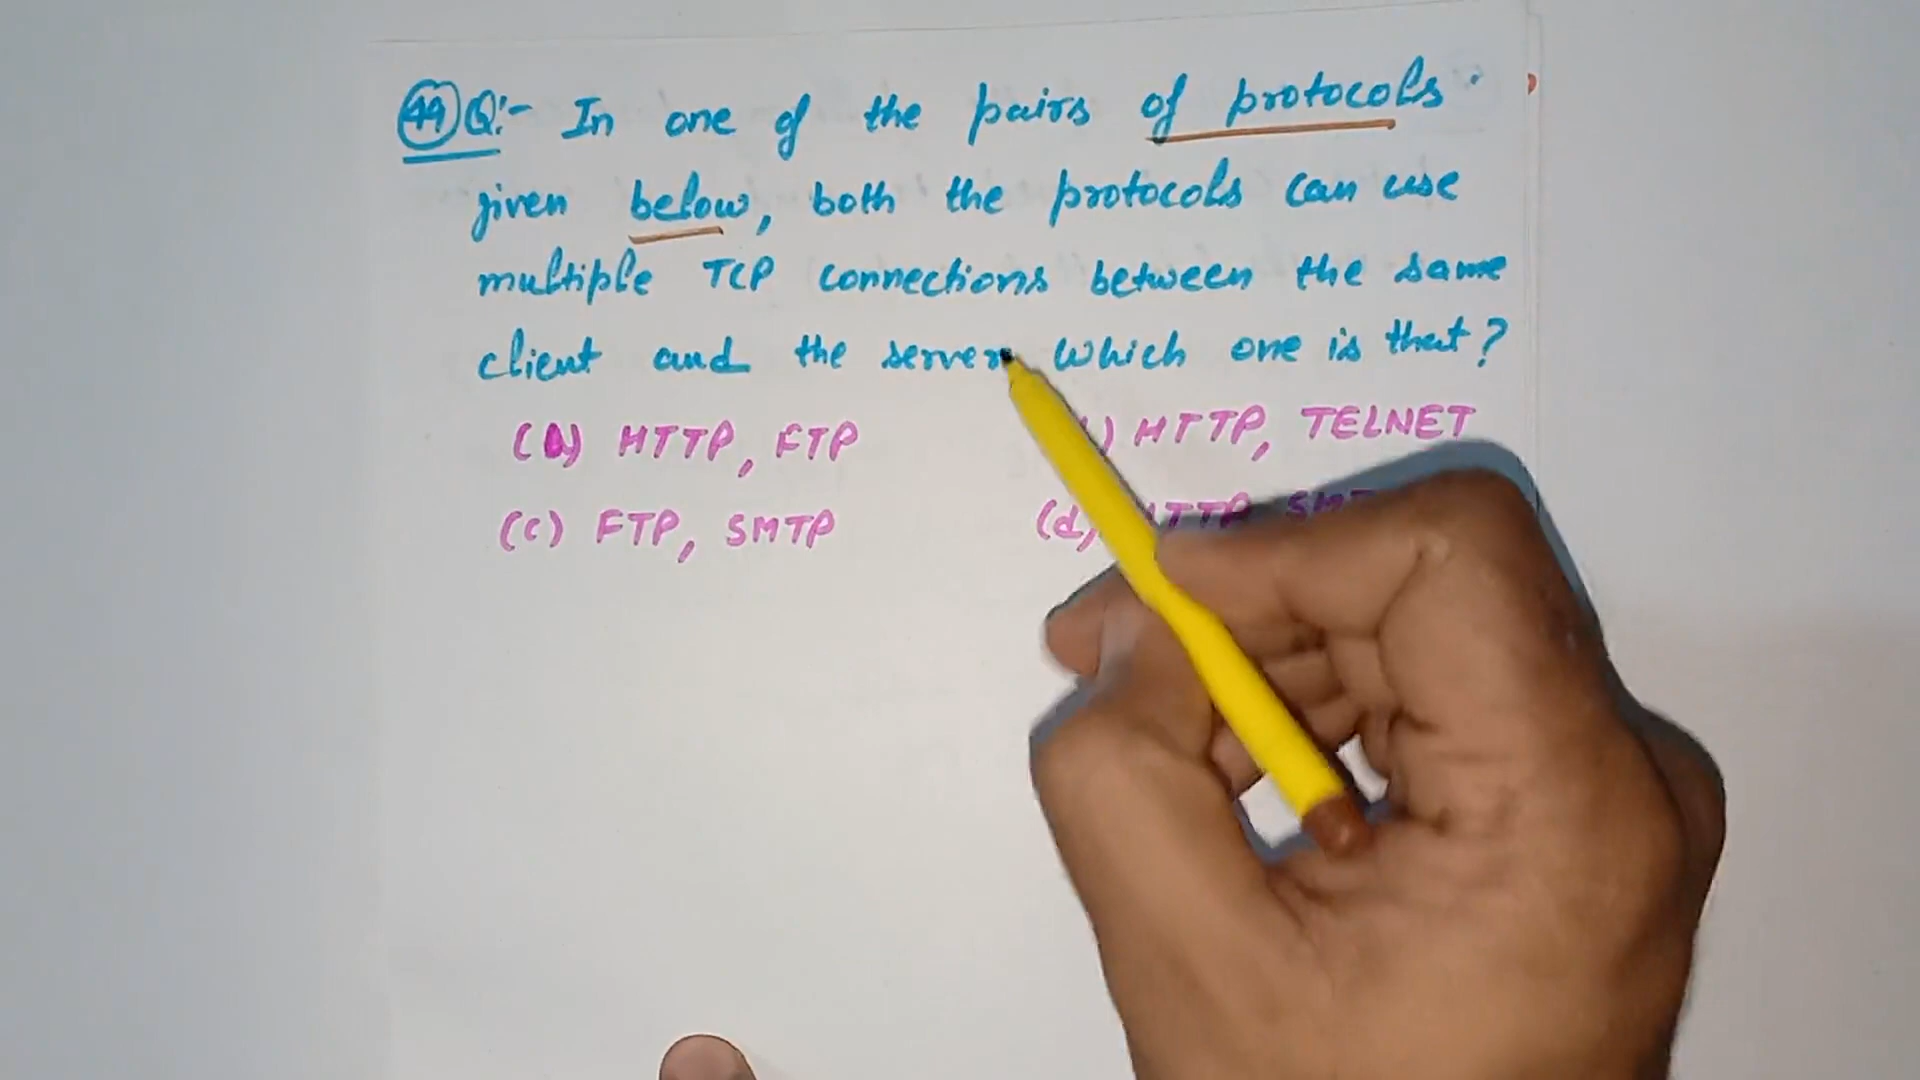 44 Q:- In one of the pairs of protocols
given below, both the protocols can use
multiple TCP connections between the same
client and the server which one is that?
HTTP, FTP HTTP, TELNET
(c) FTP, SMTP (d)